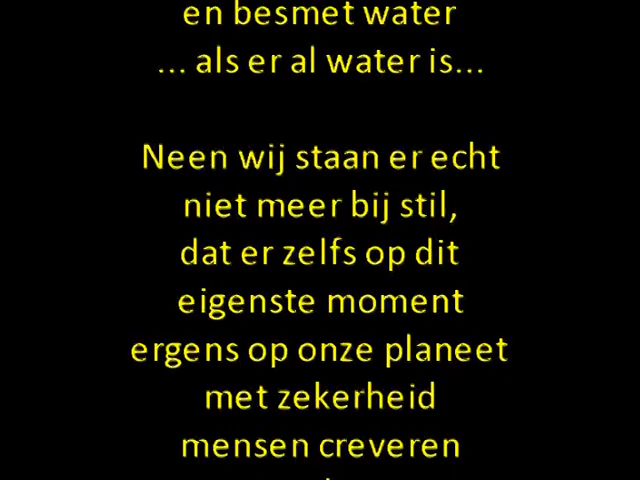 en besmet water
... als er al water is...
Neen wij staan er echt
niet meer bij stil,
dat er zelfs op dit
eigenste moment
ergens op onze planeet
met zekerheid
mensen creveren